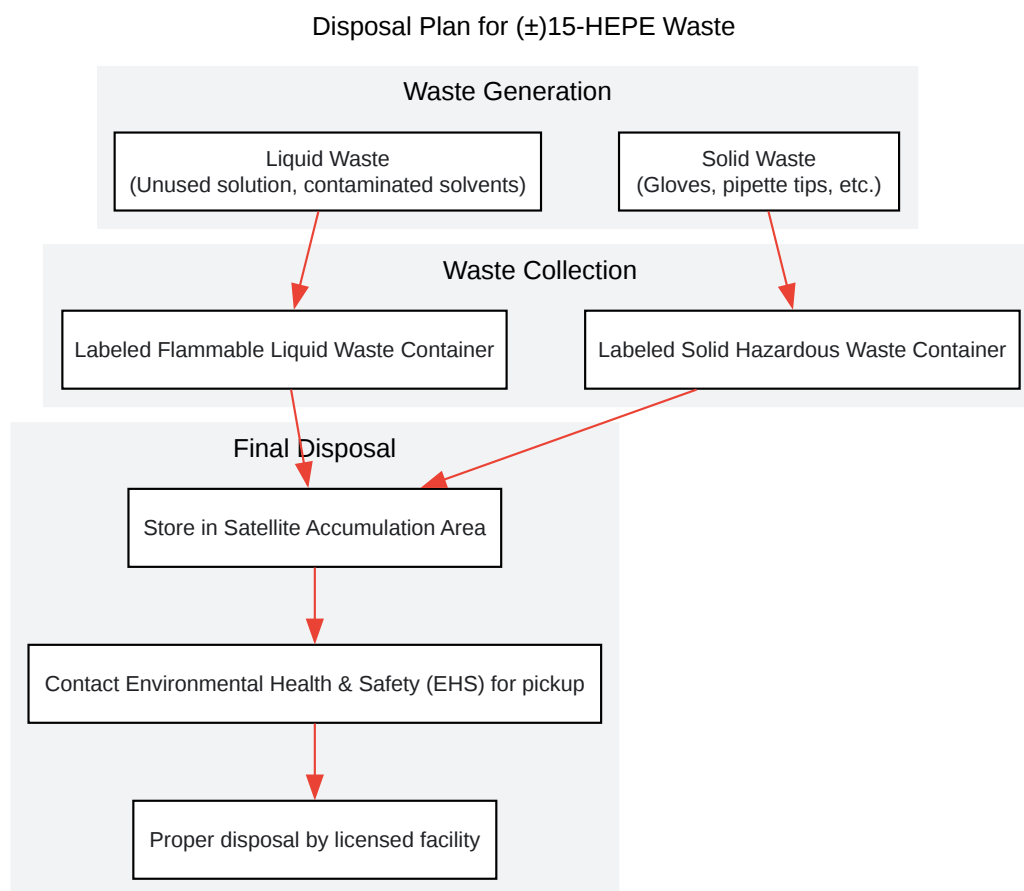 Disposal Plan for (±)15-HEPE Waste
Waste Generation
Liquid Waste
(Unused solution, contaminated solvents)
Solid Waste
(Gloves, pipette tips, etc.)
Waste Collection
Labeled Flammable Liquid Waste Container
Labeled Solid Hazardous Waste Container
Final Disposal
Store in Satellite Accumulation Area
Contact Environmental Health & Safety (EHS) for pickup
Proper disposal by licensed facility